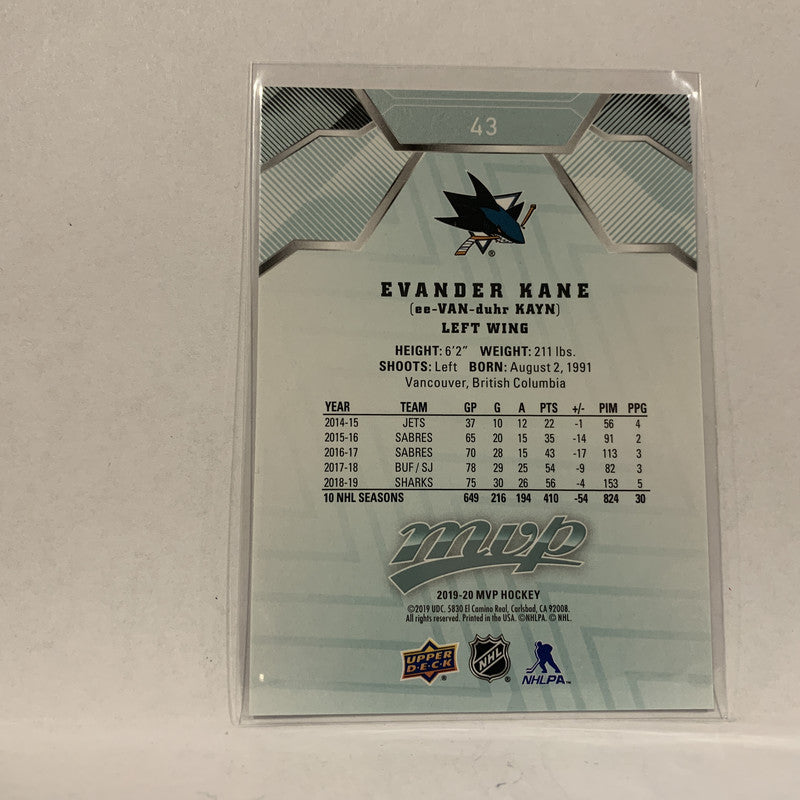 43
EVANDER KANE
(ee-VAN-duhr KAYN)
LEFT WING
HEIGHT: 6'2" WEIGHT: 211 lbs.
SHOOTS: Left BORN: August 2, 1991
Vancouver, British Columbia
YEAR TEAM GP G A PTS +/- PIM PPG
2014-15 JETS 37 10 12 22 -1 56 4
2015-16 SABRES 65 20 15 35 -14 91 2
2016-17 SABRES 70 28 15 43 -17 113 3
2017-18 BUF / SJ 78 29 25 54 -9 82 3
2018-19 SHARKS 75 30 26 56 -4 153 5
10 NHL SEASONS 649 216 194 410 -54 824 30
mvp
2019-20 MVP HOCKEY
©2019 UDC. 5830 El Camino Real, Carlsbad, CA 92008.
All rights reserved. Printed in the USA. ©NHLPA. © NHL.
UPPER DECK ® NHL ® NHLPA™